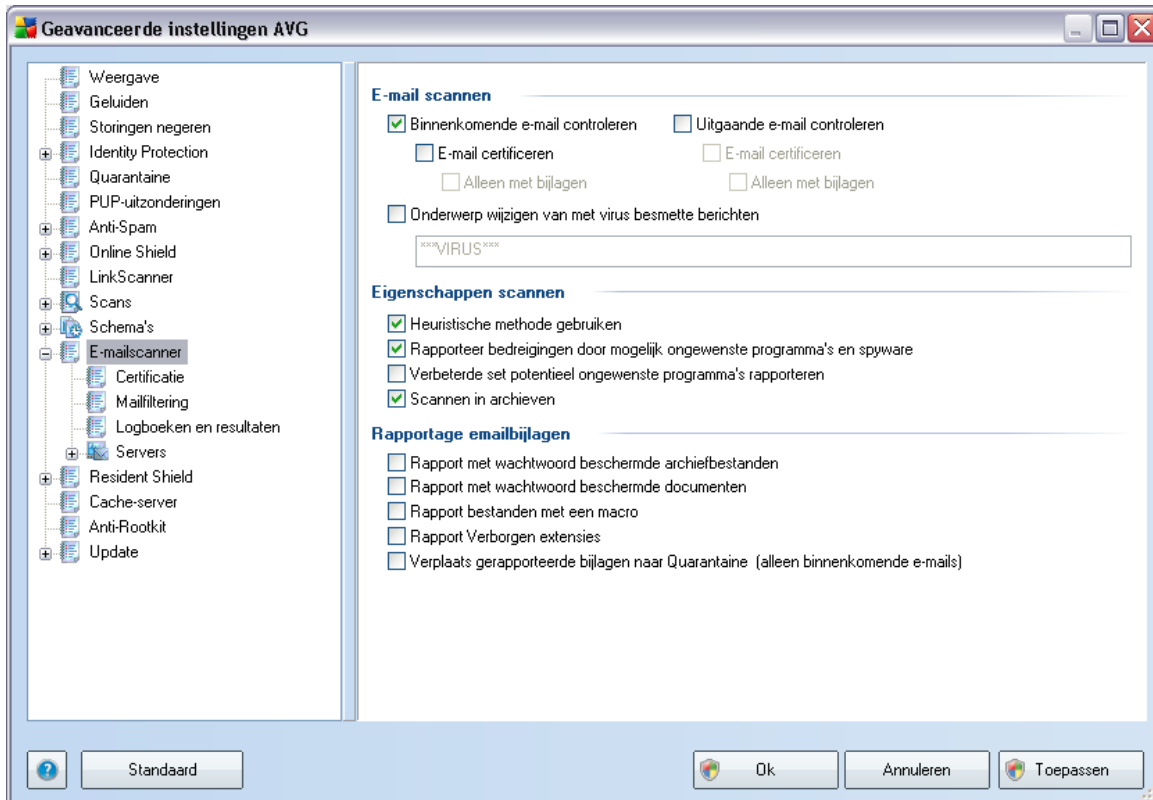 Geavanceerde instellingen AVG
Weergave
Geluiden
Storingen negeren
Identity Protection
Quarantaine
PUP-uitzonderingen
Anti-Spam
Online Shield
LinkScanner
Scans
Schema's
E-mailscanner
Certificatie
Mailfiltering
Logboeken en resultaten
Servers
Resident Shield
Cache-server
Anti-Rootkit
Update
E-mail scannen
Binnenkomende e-mail controleren Uitgaande e-mail controleren
E-mail certificeren E-mail certificeren
Alleen met bijlagen Alleen met bijlagen
Onderwerp wijzigen van met virus besmette berichten
***VIRUS***
Eigenschappen scannen
Heuristische methode gebruiken
Rapporteer bedreigingen door mogelijk ongewenste programma's en spyware
Verbeterde set potentieel ongewenste programma's rapporteren
Scannen in archieven
Rapportage emailbijlagen
Rapport met wachtwoord beschermde archiefbestanden
Rapport met wachtwoord beschermde documenten
Rapport bestanden met een macro
Rapport Verborgen extensies
Verplaats gerapporteerde bijlagen naar Quarantaine (alleen binnenkomende e-mails)
? Standaard Ok Annuleren Toepassen